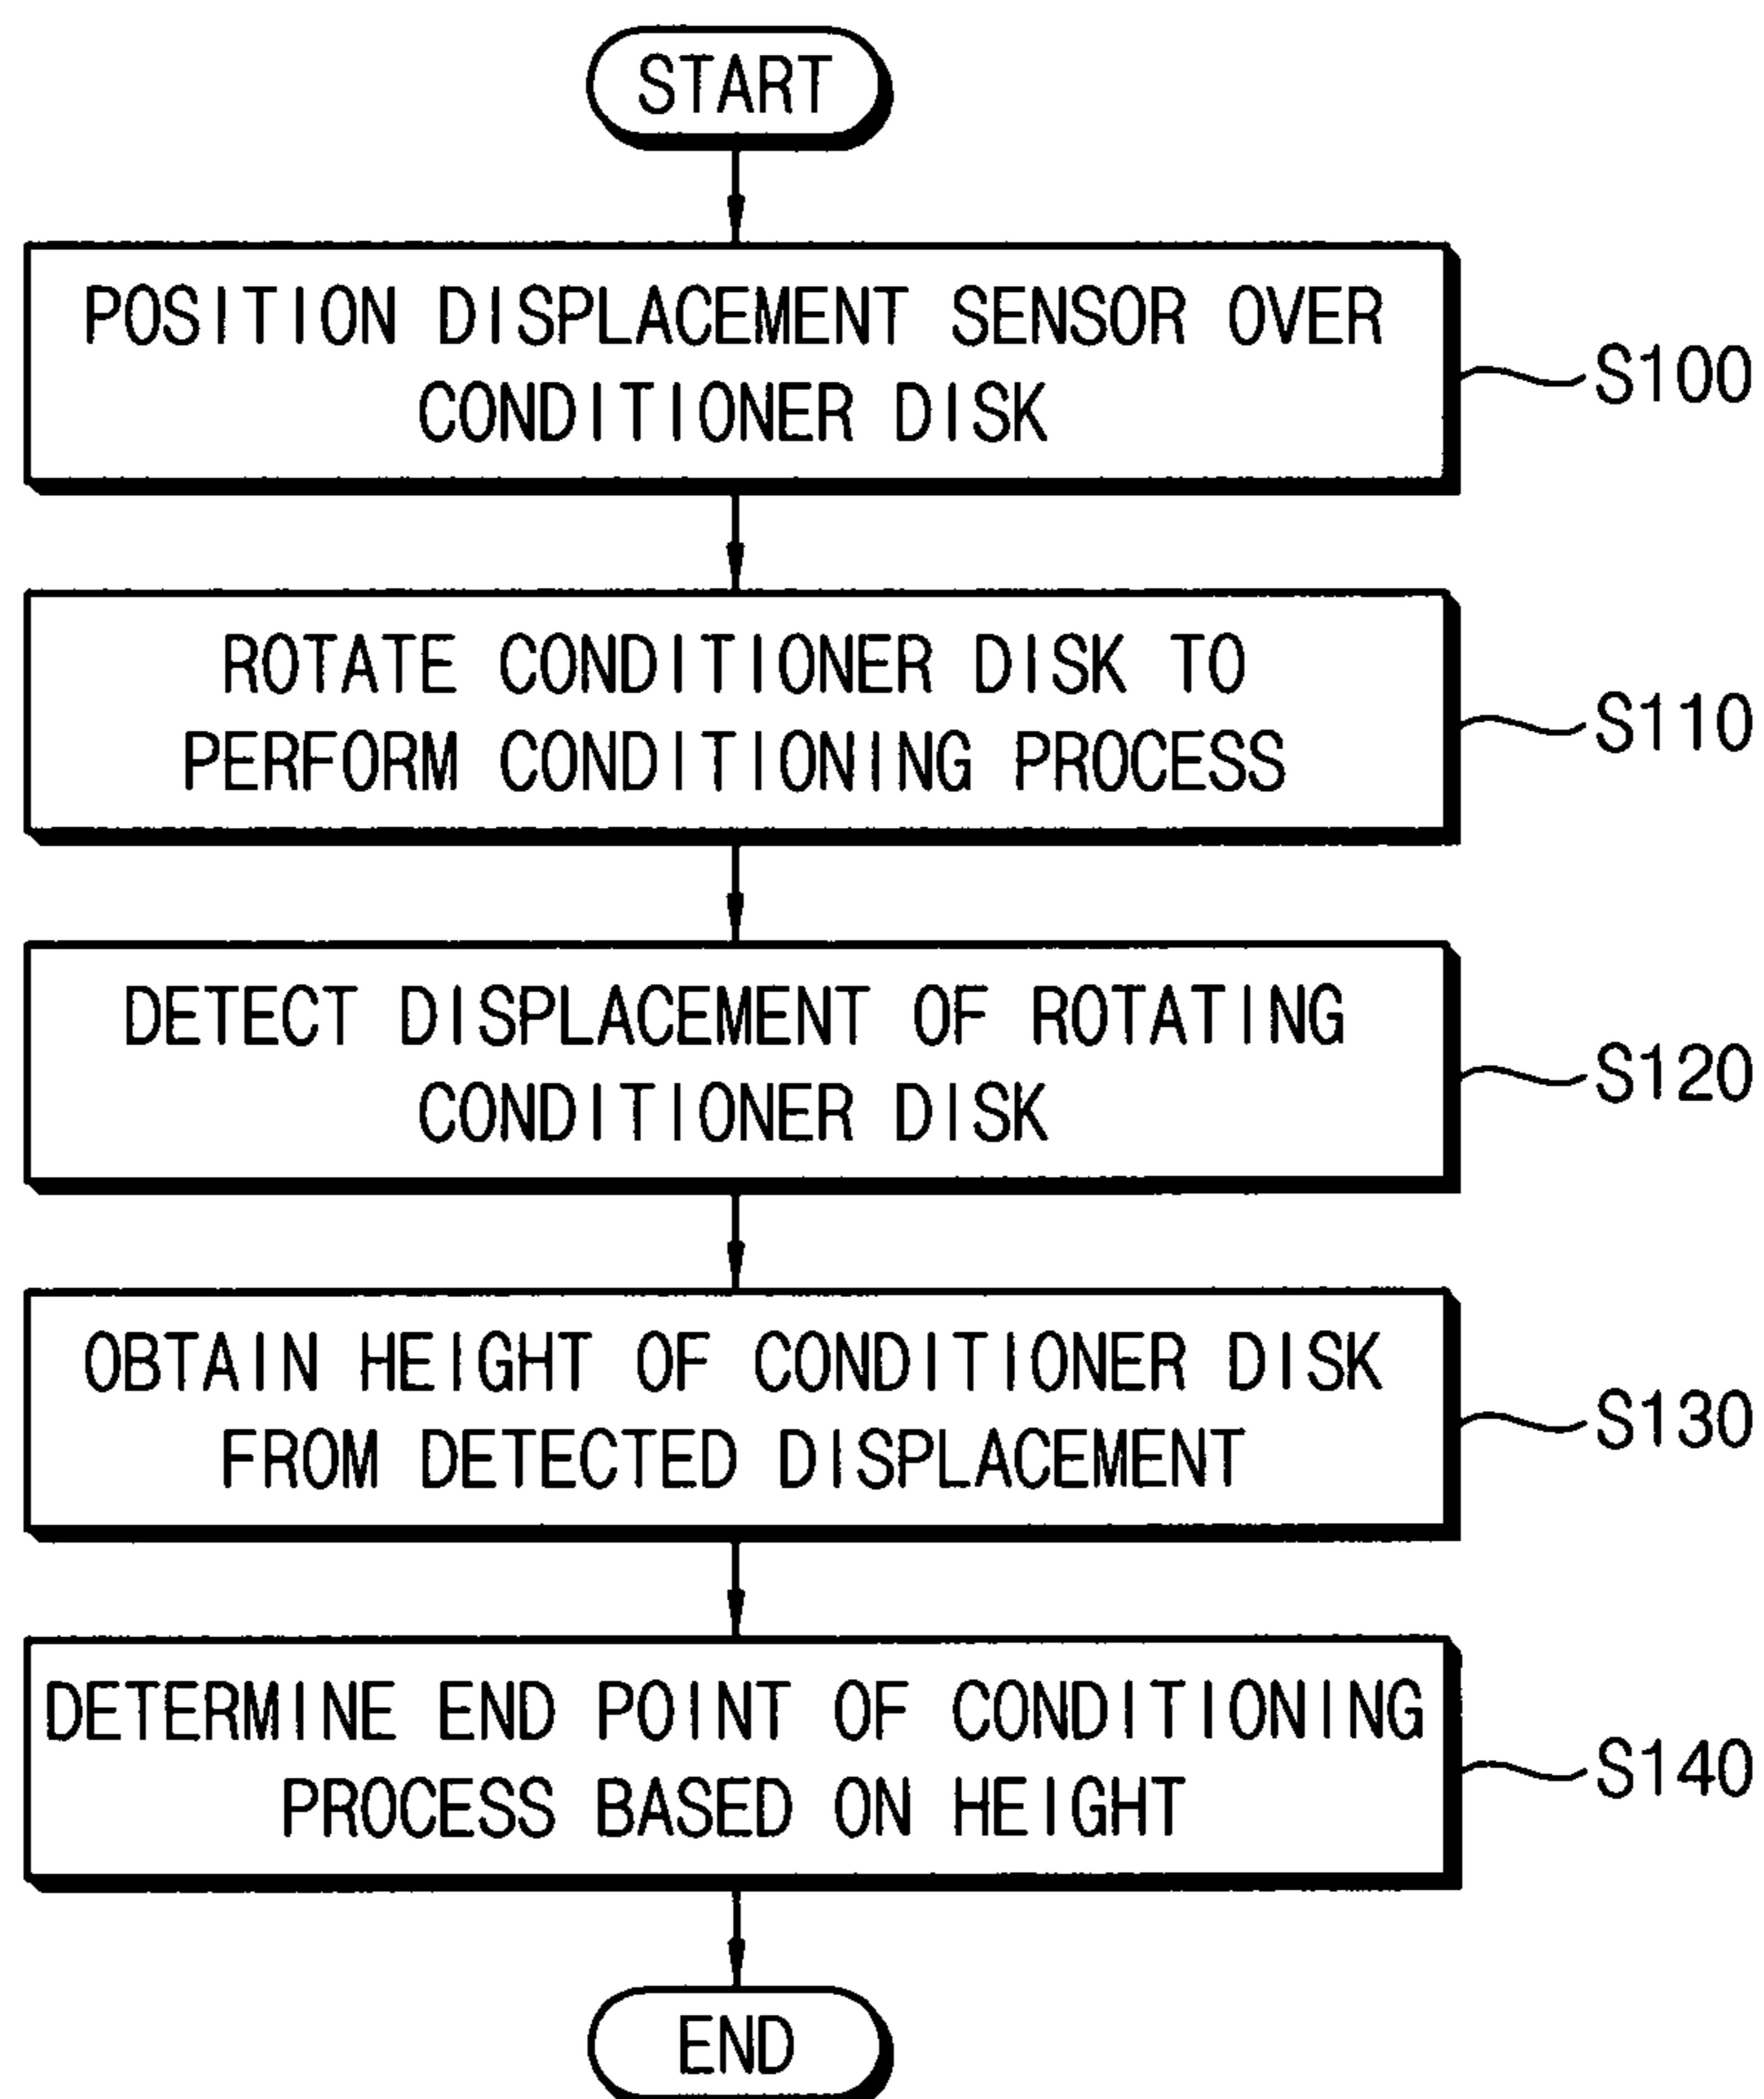 START
POSITION DISPLACEMENT SENSOR OVER
CONDITIONER DISK
S100
ROTATE CONDITIONER DISK TO
PERFORM CONDITIONING PROCESS
S110
DETECT DISPLACEMENT OF ROTATING
CONDITIONER DISK
S120
OBTAIN HEIGHT OF CONDITIONER DISK
FROM DETECTED DISPLACEMENT
S130
DETERMINE END POINT OF CONDITIONING
PROCESS BASED ON HEIGHT
S140
END